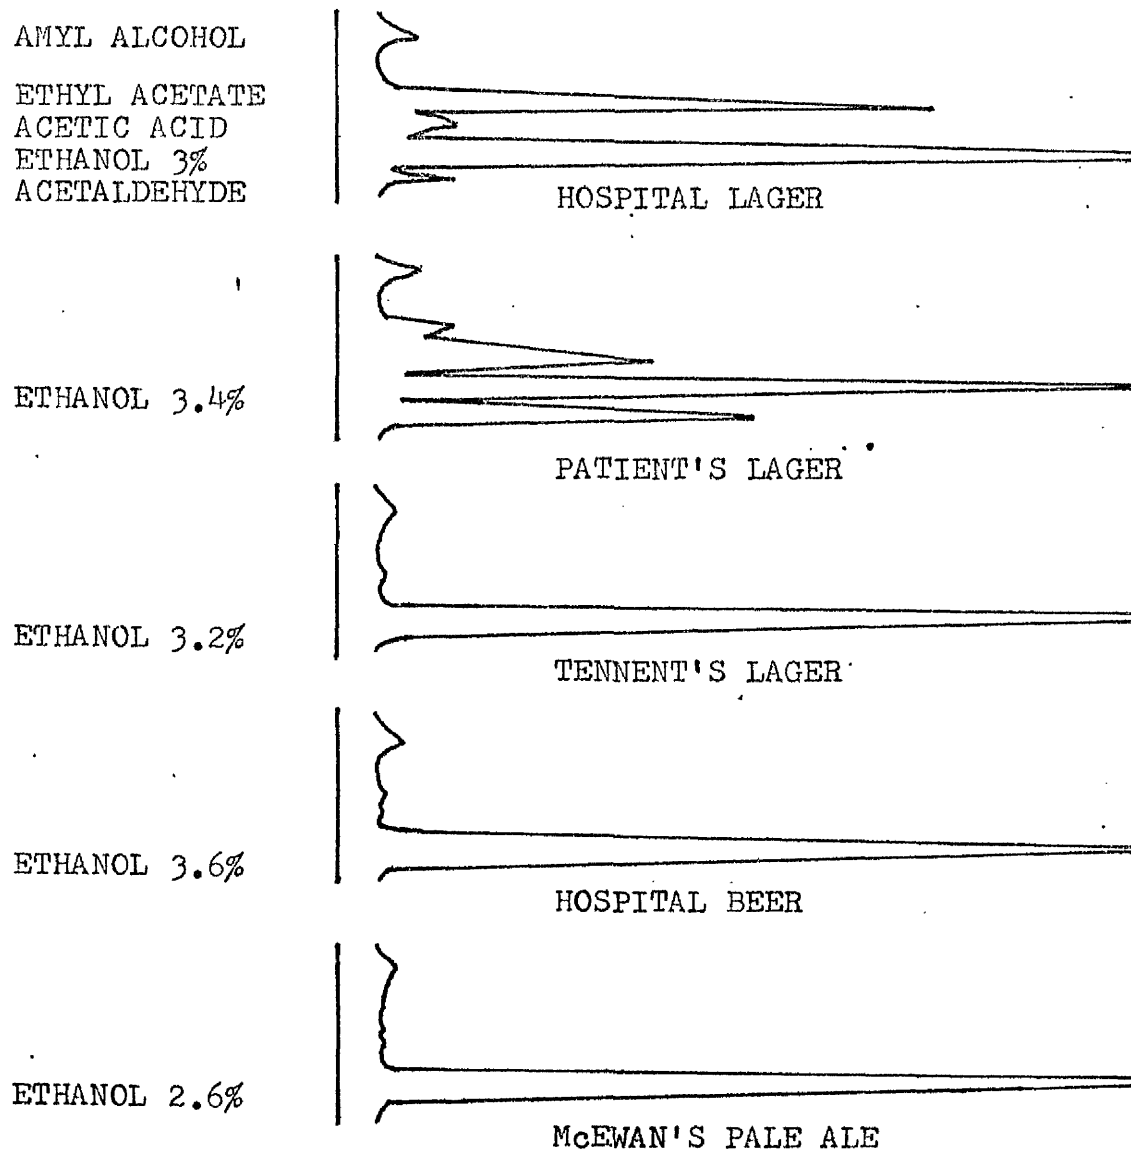 AMYL ALCOHOL
ETHYL ACETATE
ACETIC ACID
ETHANOL 3%
ACETALDEHYDE
HOSPITAL LAGER
ETHANOL 3.4%
PATIENT'S LAGER
ETHANOL 3.2%
TENNENT'S LAGER
ETHANOL 3.6%
HOSPITAL BEER
ETHANOL 2.6%
McEWAN'S PALE ALE